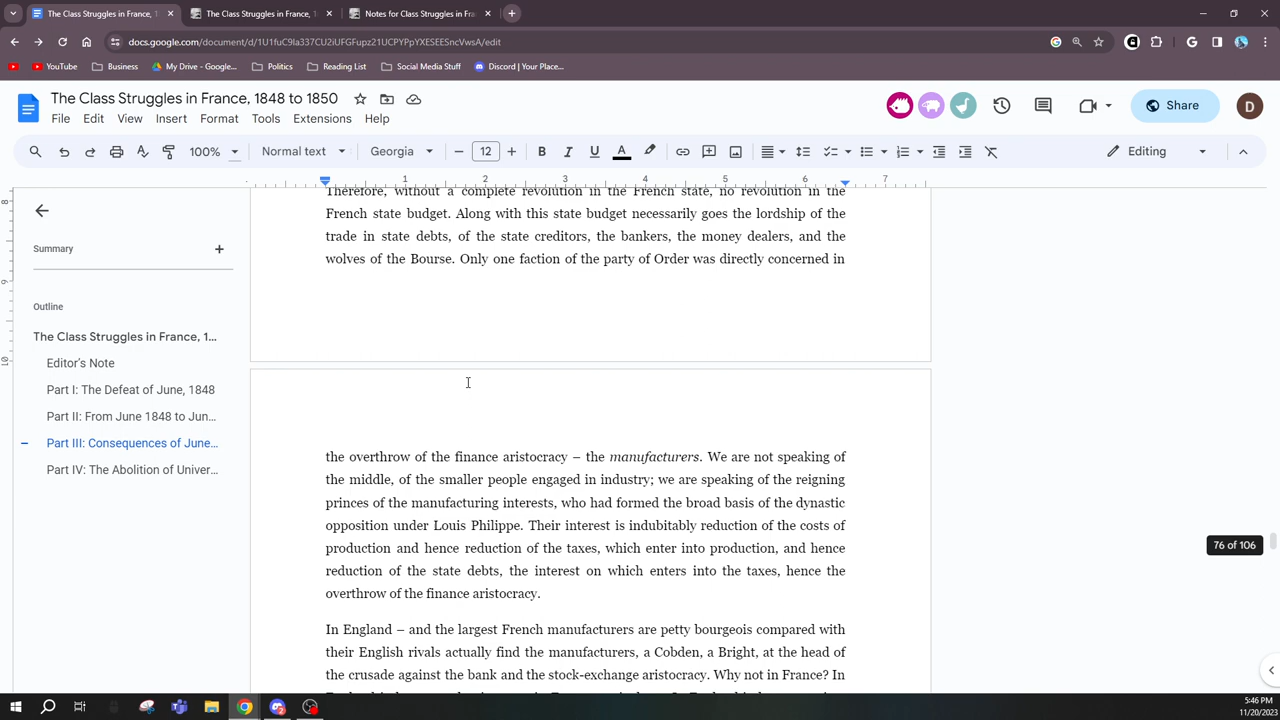 The Class Struggles in France, 1
The Class Struggles in France, 1
Notes for Class Struggles in Fra
docs.google.com/document/d/1U1fuC9la337CU2iUFGFupz21UCPYPpYXESEESncVwsA/edit
YouTube
Business
My Drive - Google...
Politics
Reading List
Social Media Stuff
Discord | Your Place...
The Class Struggles in France, 1848 to 1850
File Edit View Insert Format Tools Extensions Help
Share
D
100%
Normal text
Georgia
12
Editing
1 2 3 4 5 6 7
8
9
10
Summary
Outline
The Class Struggles in France, 1...
Editor's Note
Part I: The Defeat of June, 1848
Part II: From June 1848 to Jun...
Part III: Consequences of June...
Part IV: The Abolition of Univer...
Therefore, without a complete revolution in the French state, no revolution in the
French state budget. Along with this state budget necessarily goes the lordship of the
trade in state debts, of the state creditors, the bankers, the money dealers, and the
wolves of the Bourse. Only one faction of the party of Order was directly concerned in
the overthrow of the finance aristocracy – the manufacturers. We are not speaking of
the middle, of the smaller people engaged in industry; we are speaking of the reigning
princes of the manufacturing interests, who had formed the broad basis of the dynastic
opposition under Louis Philippe. Their interest is indubitably reduction of the costs of
production and hence reduction of the taxes, which enter into production, and hence
reduction of the state debts, the interest on which enters into the taxes, hence the
overthrow of the finance aristocracy.
In England – and the largest French manufacturers are petty bourgeois compared with
their English rivals actually find the manufacturers, a Cobden, a Bright, at the head of
the crusade against the bank and the stock-exchange aristocracy. Why not in France? In
76 of 106
5:46 PM
11/20/2023